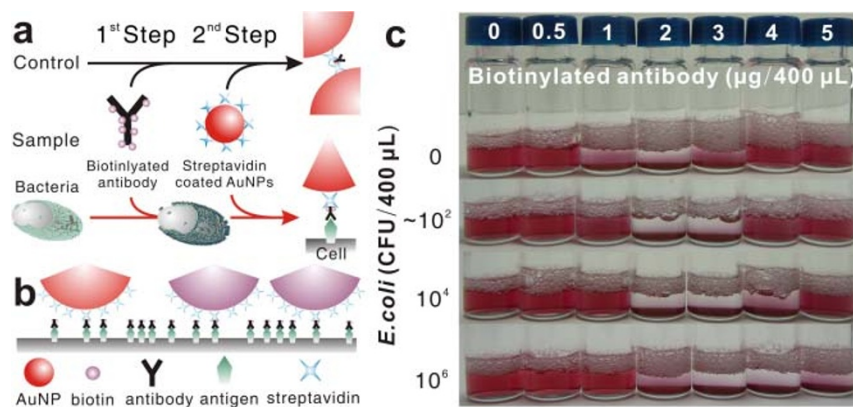 a
1st Step 2nd Step
Control
Sample
Biotinlyated
antibody
Streptavidin
coated AuNPs
Bacteria
Cell
b
AuNP
biotin
antibody
antigen
streptavidin
c
0 0.5 1 2 3 4 5
Biotinylated antibody (μg/400 μL)
E.coli (CFU/400 μL)
0
~10²
10⁴
10⁶